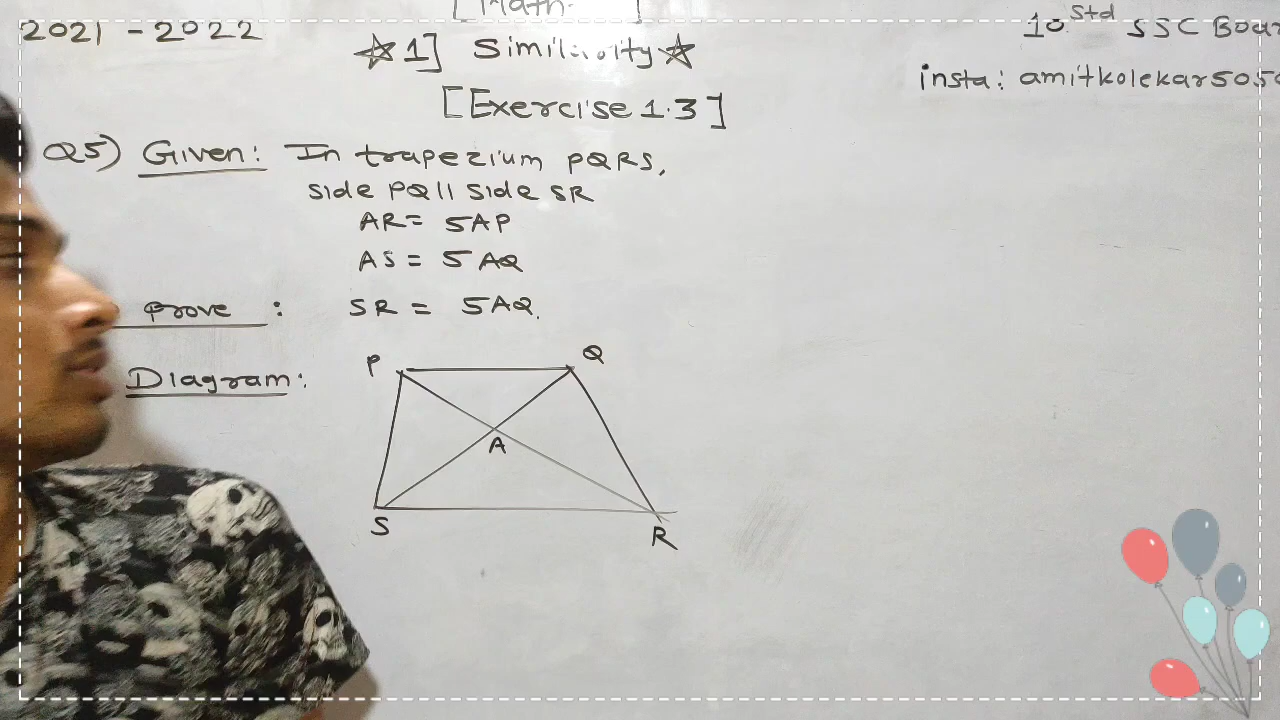 [Math.]
2021 - 2022
10 Std SSC Boar
☆ 1] Similarity ☆
insta: amitkolekar505
[Exercise 1.3]
Q5) Given: In trapezium PQRS,
side PQ || side SR
AR = 5AP
AS = 5AQ
prove : SR = 5AQ.
Diagram:
P Q
A
S R